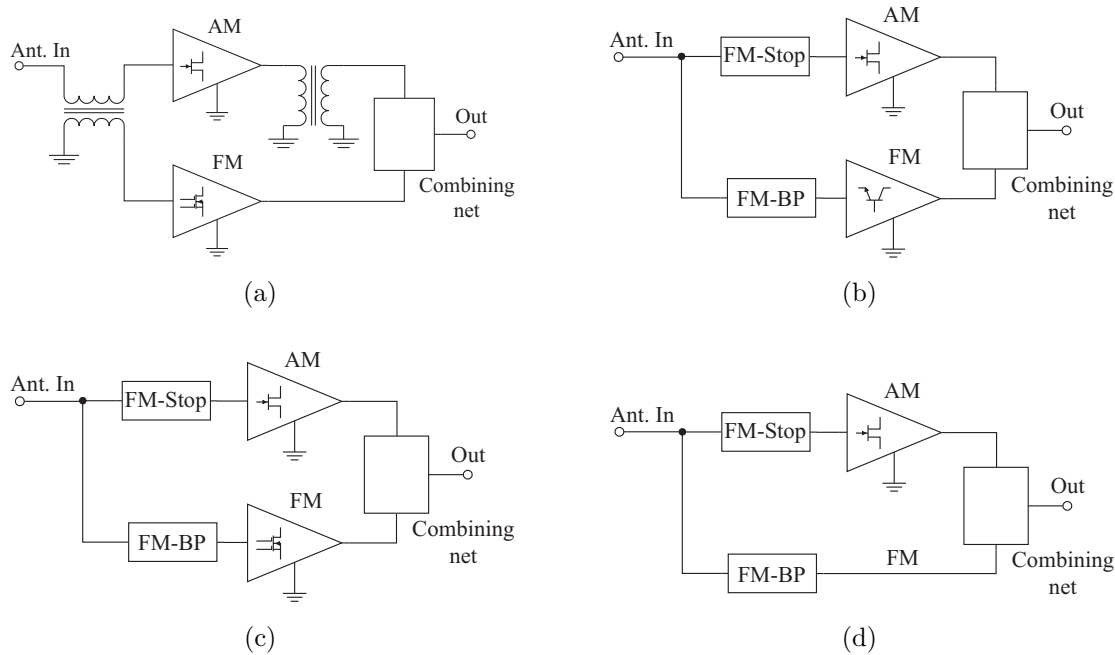 AM
Ant. In
Out
FM
Combining
net
(a)
AM
Ant. In
FM-Stop
Out
FM
FM-BP
Combining
net
(b)
AM
Ant. In
FM-Stop
Out
FM
FM-BP
Combining
net
(c)
AM
Ant. In
FM-Stop
Out
FM-BP
FM
Combining
net
(d)